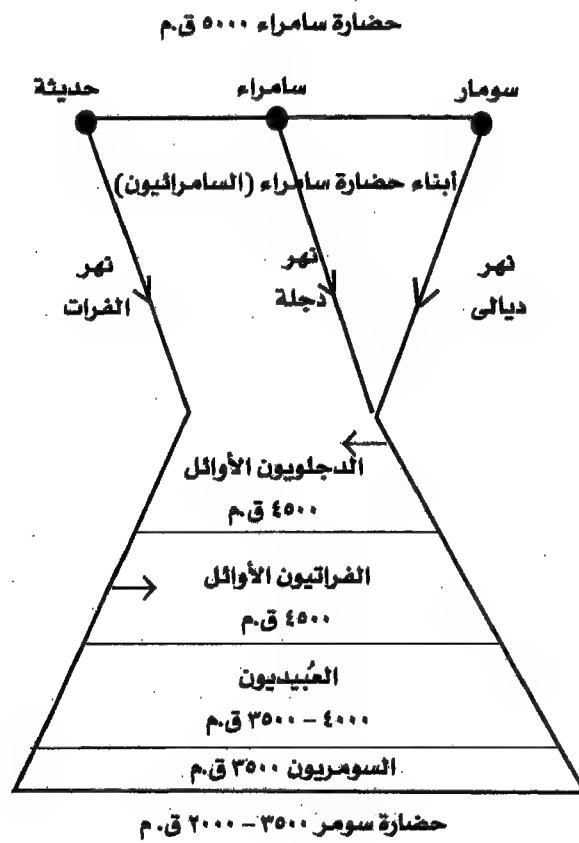 حضارة سامراء ٥٠٠٠ ق.م
سومار
سامراء
حديثة
أبناء حضارة سامراء (السامرائيون)
نهر
ديالى
نهر
دجلة
نهر
الفرات
الدجلويون الأوائل
٤٥٠٠ ق.م
الفراتيون الأوائل
٤٥٠٠ ق.م
العُبيديون
٤٠٠٠ – ٣٥٠٠ ق.م
السومريون ٣٥٠٠ ق.م
حضارة سومر ٣٥٠٠ – ٢٠٠٠ ق.م